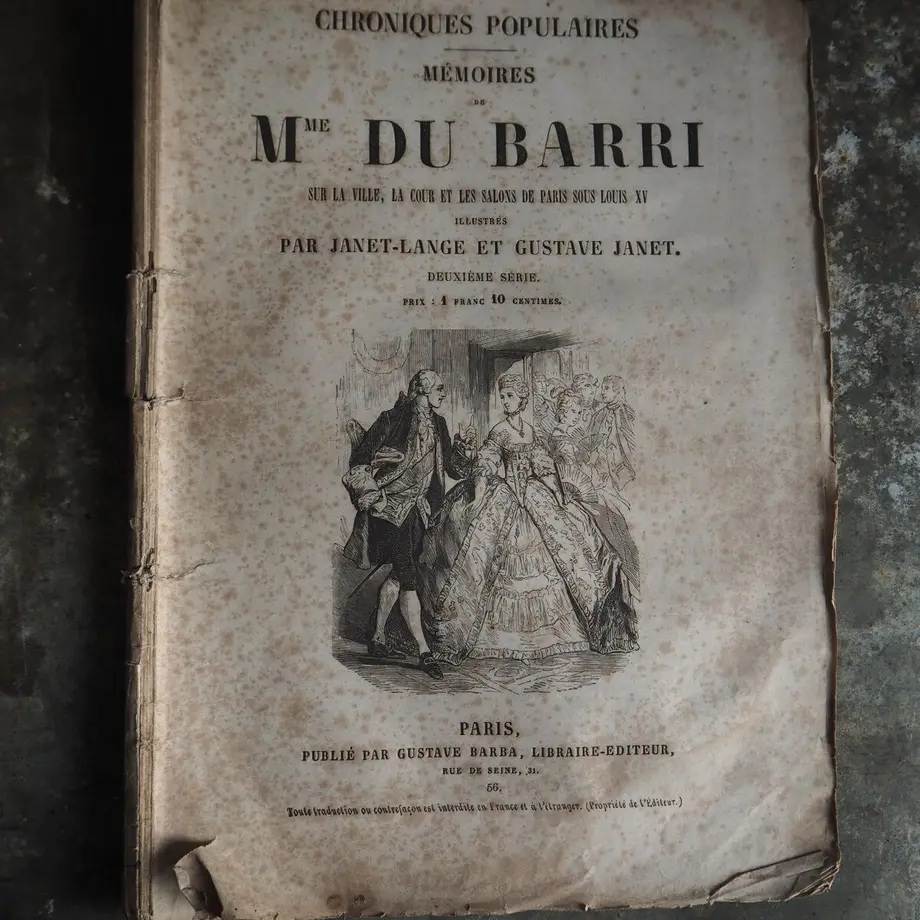 CHRONIQUES POPULAIRES
MÉMOIRES
DE
MME DU BARRI
SUR LA VILLE, LA COUR ET LES SALONS DE PARIS SOUS LOUIS XV
ILLUSTRÉS
PAR JANET-LANGE ET GUSTAVE JANET.
DEUXIÈME SÉRIE.
PRIX : 1 FRANC 10 CENTIMES.
PARIS,
PUBLIÉ PAR GUSTAVE BARBA, LIBRAIRE-EDITEUR,
RUE DE SEINE, 31.
56.
Toute traduction ou contrefaçon est interdite en France et à l'étranger. (Propriété de l'Éditeur.)